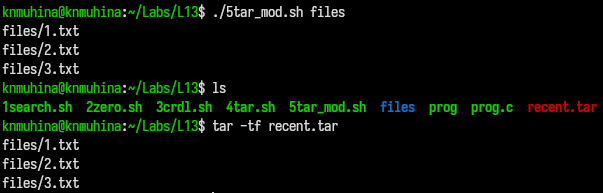 knmuhina@knmuhina:~/Labs/L13$ ./5tar_mod.sh files
files/1.txt
files/2.txt
files/3.txt
knmuhina@knmuhina:~/Labs/L13$ ls
1search.sh 2zero.sh 3crdl.sh 4tar.sh 5tar_mod.sh files prog prog.c recent.tar
knmuhina@knmuhina:~/Labs/L13$ tar -tf recent.tar
files/1.txt
files/2.txt
files/3.txt